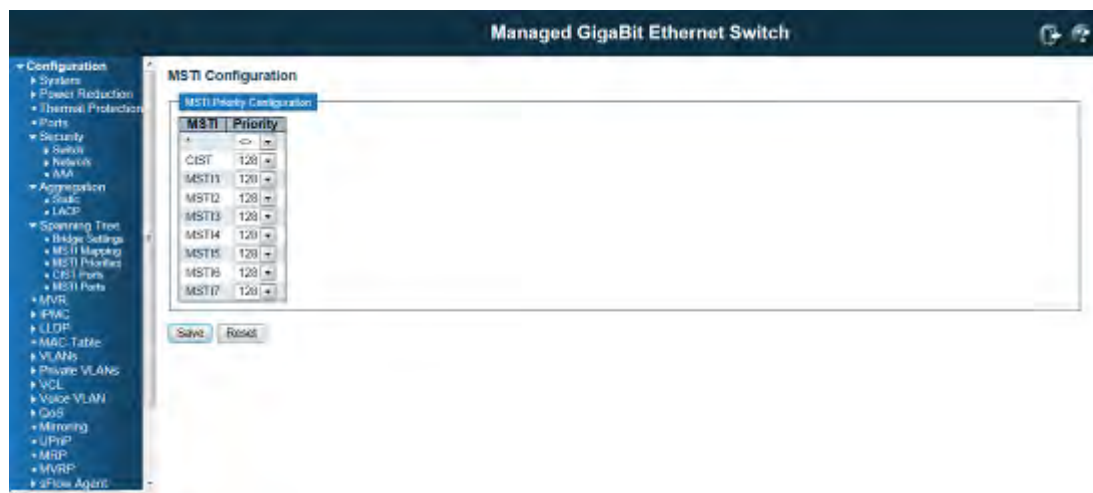 Managed GigaBit Ethernet Switch
Configuration
System
Power Reduction
Thermal Protection
Ports
Security
Switch
Network
AAA
Aggregation
Static
LACP
Spanning Tree
Bridge Settings
MSTI Mapping
MSTI Priorities
CIST Ports
MSTI Ports
MVR
IPMC
LLDP
MAC Table
VLANs
Private VLANs
VCL
Voice VLAN
QoS
Mirroring
UPnP
MRP
MVRP
sFlow Agent
MSTI Configuration
MSTI Priority Configuration
MSTI Priority
* <>
CIST 128
MSTI1 128
MSTI2 128
MSTI3 128
MSTI4 128
MSTI5 128
MSTI6 128
MSTI7 128
Save Reset